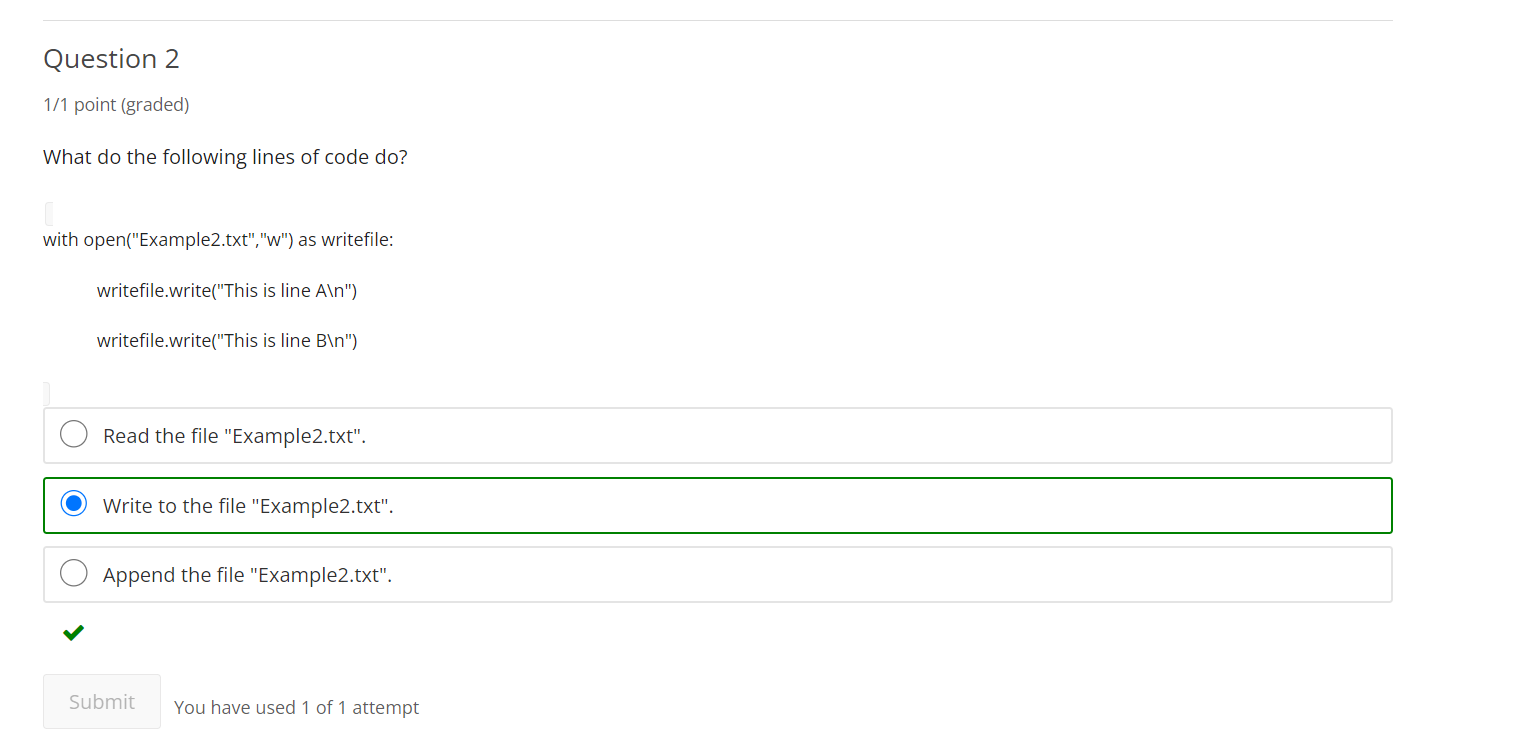 Question 2
1/1 point (graded)
What do the following lines of code do?
with open("Example2.txt","w") as writefile:
writefile.write("This is line A\n")
writefile.write("This is line B\n")
Read the file "Example2.txt".
Write to the file "Example2.txt".
Append the file "Example2.txt".
Submit
You have used 1 of 1 attempt